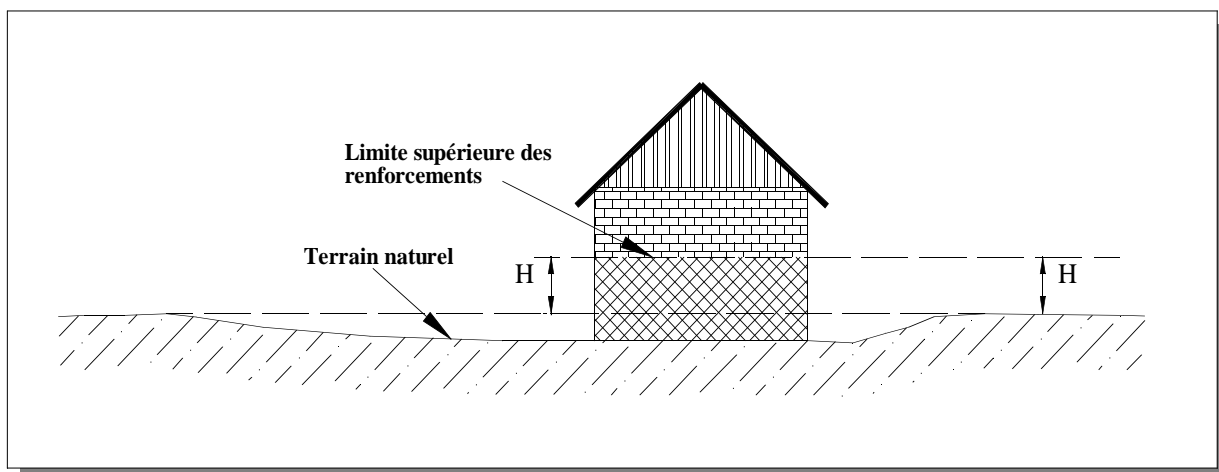 Limite supérieure des
renforcements
Terrain naturel
H
H